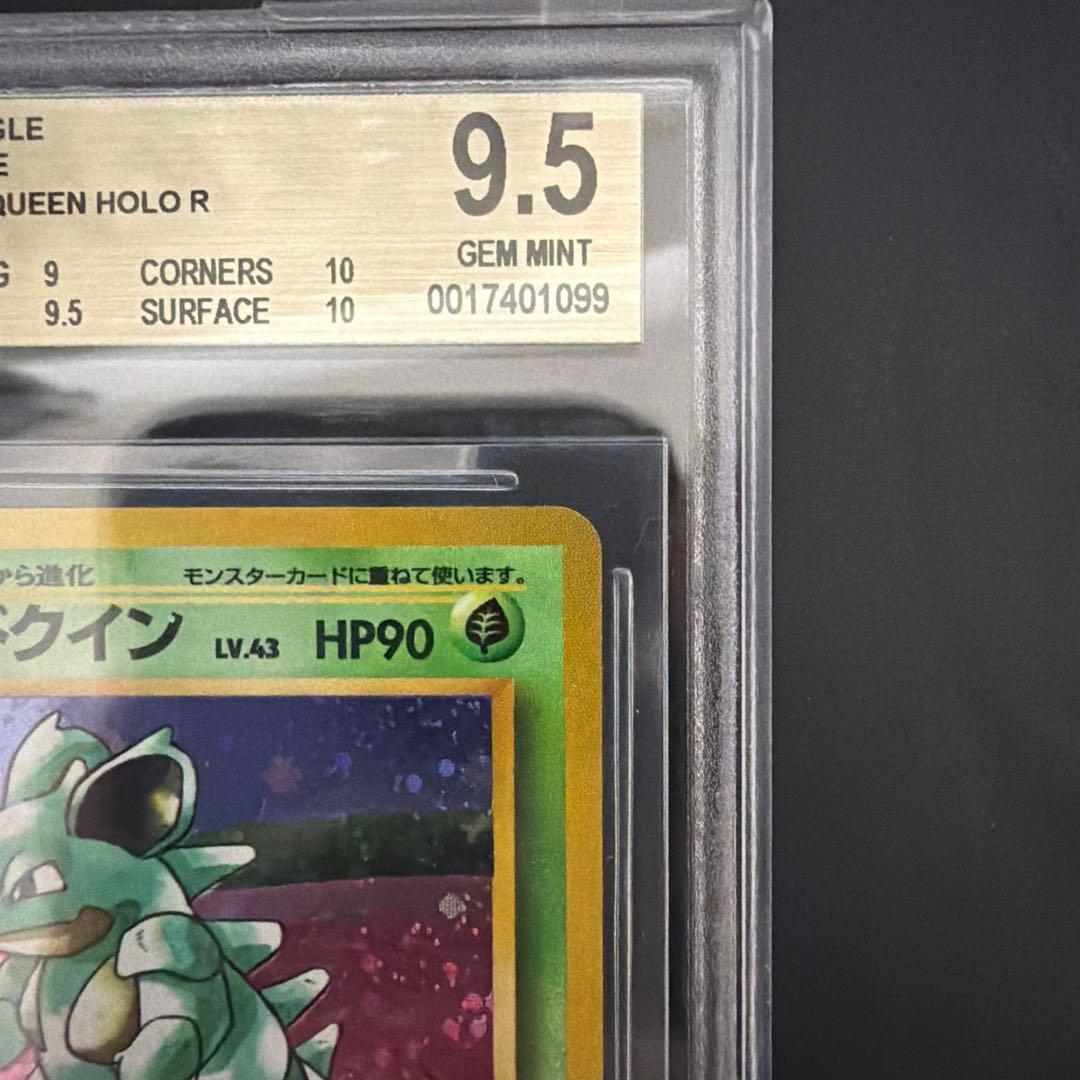 GLE
E
QUEEN HOLO R
9.5
GEM MINT
0017401099
G 9 CORNERS 10
9.5 SURFACE 10
から進化 モンスターカードに重ねて使います。
ドクイン LV.43 HP90